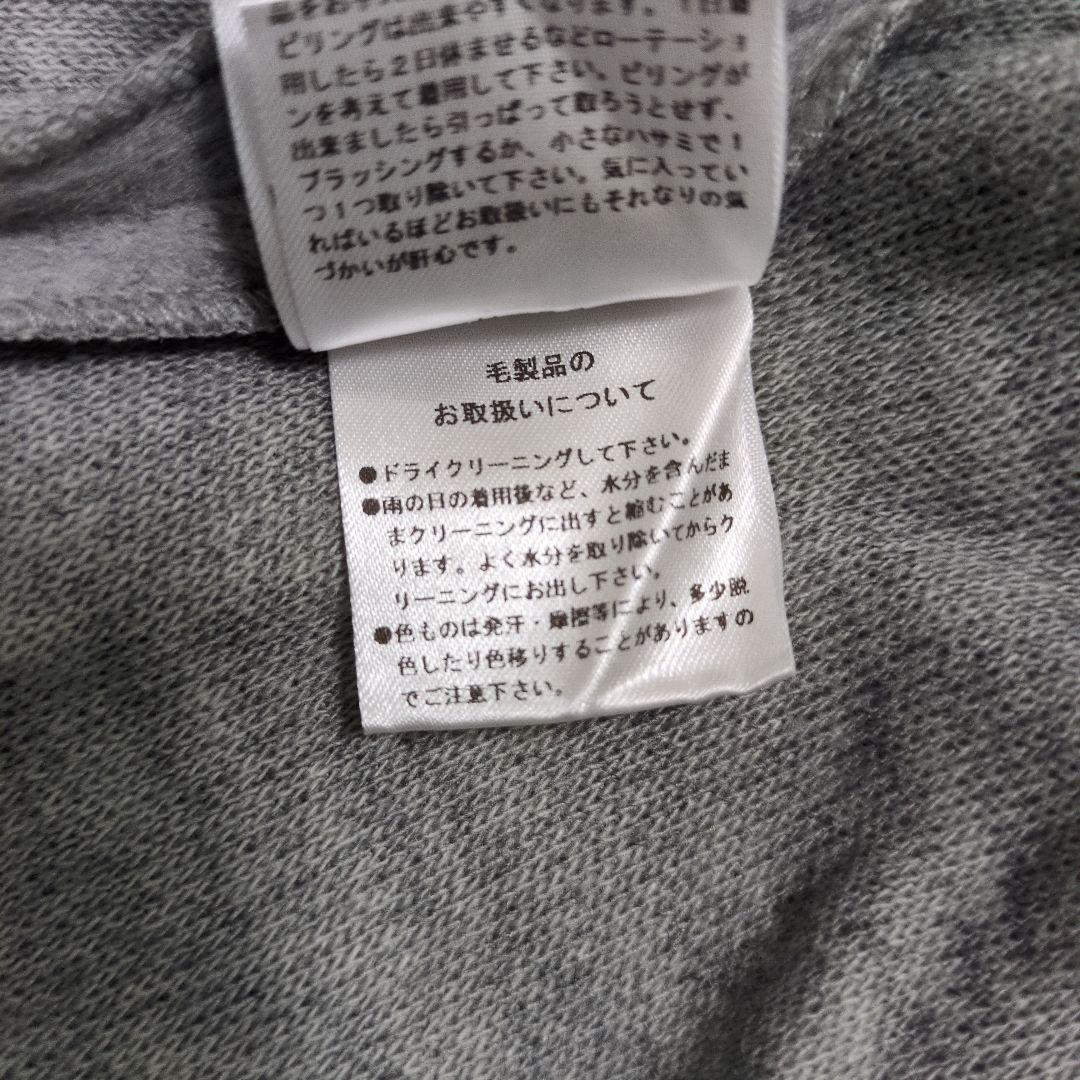 ピリングは出来やすくなります。1日着
用したら2日休ませるなどローテーショ
ンを考えて着用して下さい。ピリングが
出来ましたら引っぱって取ろうとせず、
ブラッシングするか、小さなハサミで1
つ1つ取り除いて下さい。気に入ってい
ればいるほどお取扱いにもそれなりの気
づかいが肝心です。
毛製品の
お取扱いについて
●ドライクリーニングして下さい。
●雨の日の着用後など、水分を含んだま
まクリーニングに出すと縮むことがあ
ります。よく水分を取り除いてからク
リーニングにお出し下さい。
●色ものは発汗・摩擦等により、多少脱
色したり色移りすることがありますの
でご注意下さい。